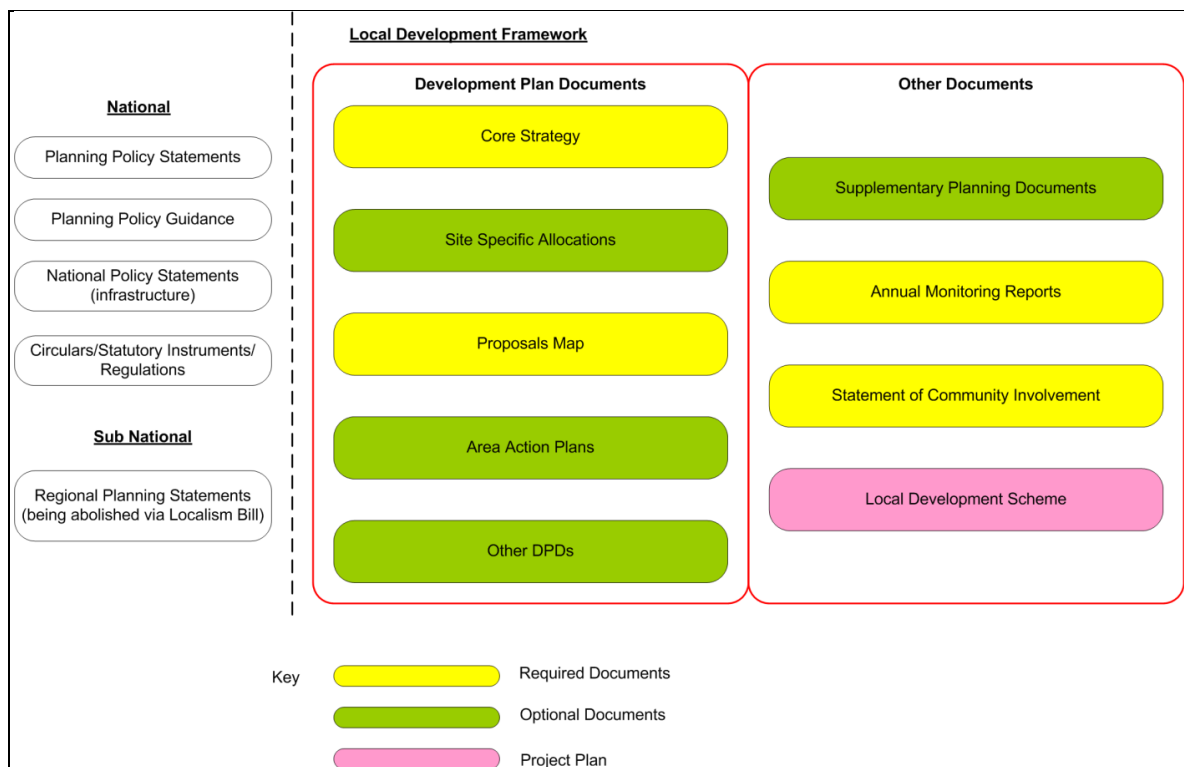 National
Planning Policy Statements
Planning Policy Guidance
National Policy Statements
(infrastructure)
Circulars/Statutory Instruments/
Regulations
Sub National
Regional Planning Statements
(being abolished via Localism Bill)
Local Development Framework
Development Plan Documents
Core Strategy
Site Specific Allocations
Proposals Map
Area Action Plans
Other DPDs
Other Documents
Supplementary Planning Documents
Annual Monitoring Reports
Statement of Community Involvement
Local Development Scheme
Key
Required Documents
Optional Documents
Project Plan